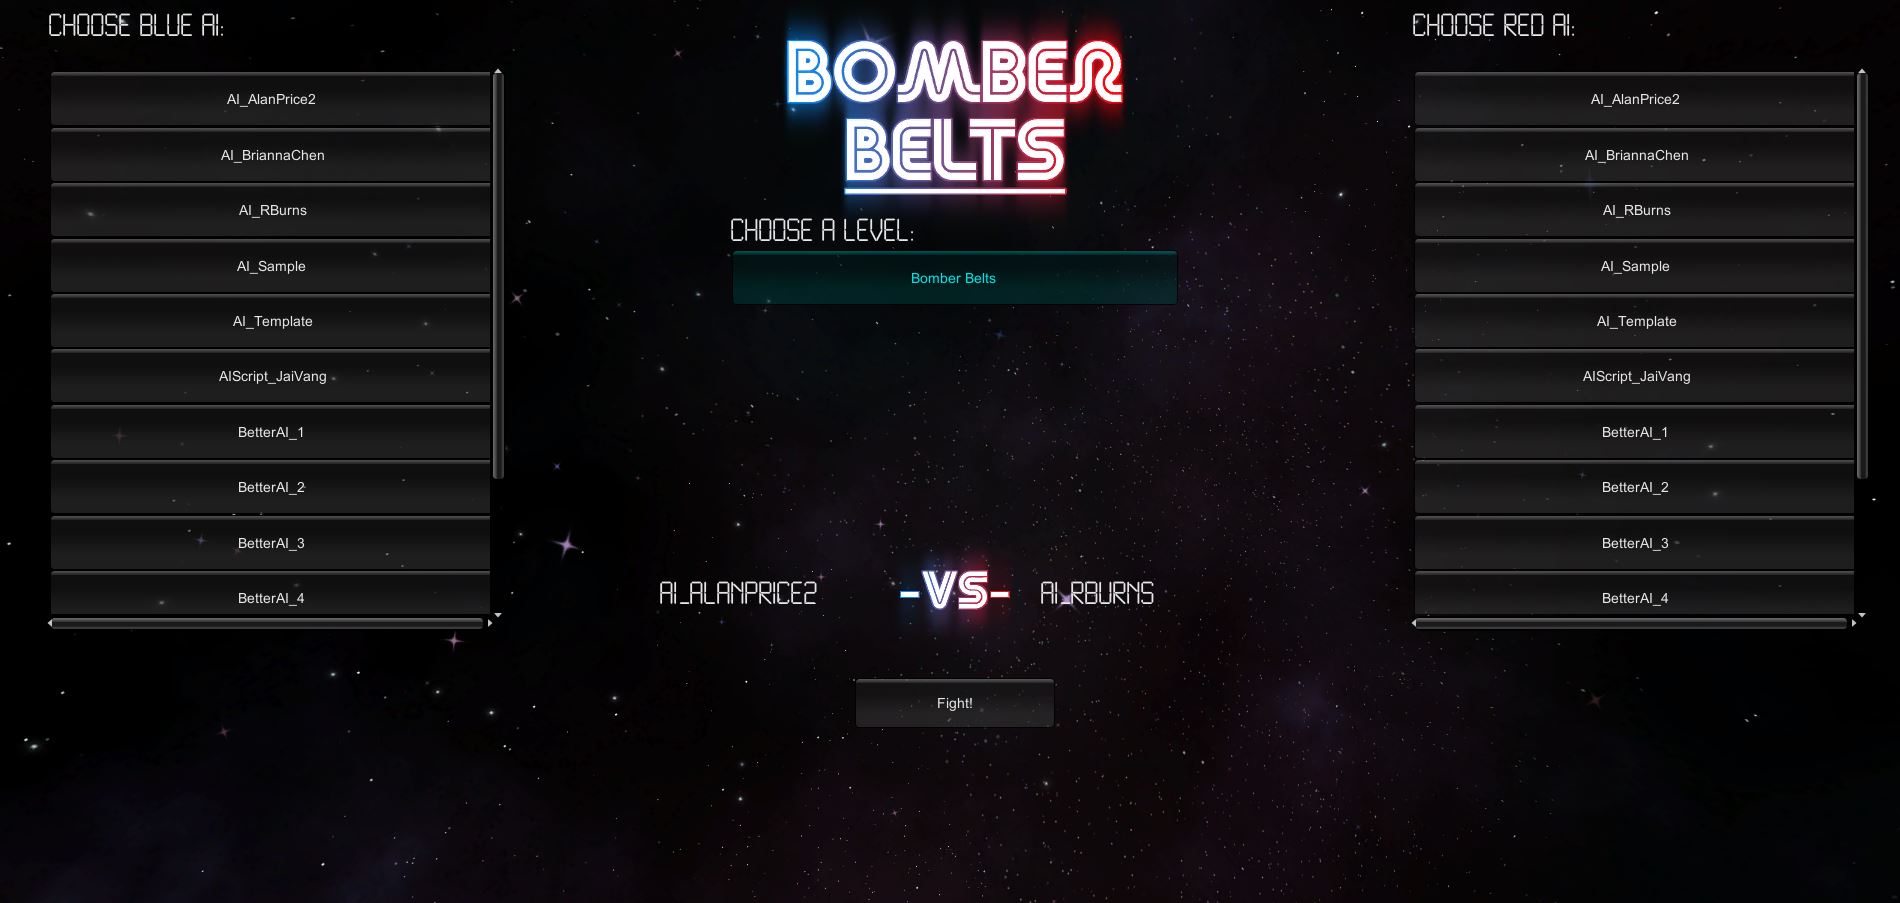 CHOOSE BLUE AI:
AI_AlanPrice2
AI_BriannaChen
AI_RBurns
AI_Sample
AI_Template
AIScript_JaiVang
BetterAI_1
BetterAI_2
BetterAI_3
BetterAI_4
BOMBER
BELTS
CHOOSE A LEVEL:
Bomber Belts
AI_ALANPRICE2 -VS- AI_RBURNS
Fight!
CHOOSE RED AI:
AI_AlanPrice2
AI_BriannaChen
AI_RBurns
AI_Sample
AI_Template
AIScript_JaiVang
BetterAI_1
BetterAI_2
BetterAI_3
BetterAI_4